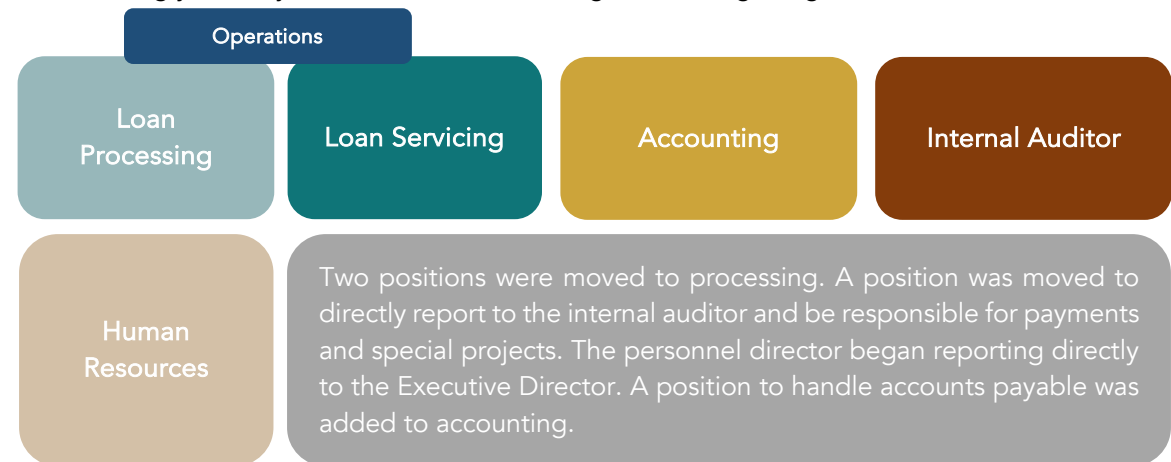 Operations
Loan
Processing
Loan Servicing
Accounting
Internal Auditor
Human
Resources
Two positions were moved to processing. A position was moved to
directly report to the internal auditor and be responsible for payments
and special projects. The personnel director began reporting directly
to the Executive Director. A position to handle accounts payable was
added to accounting.